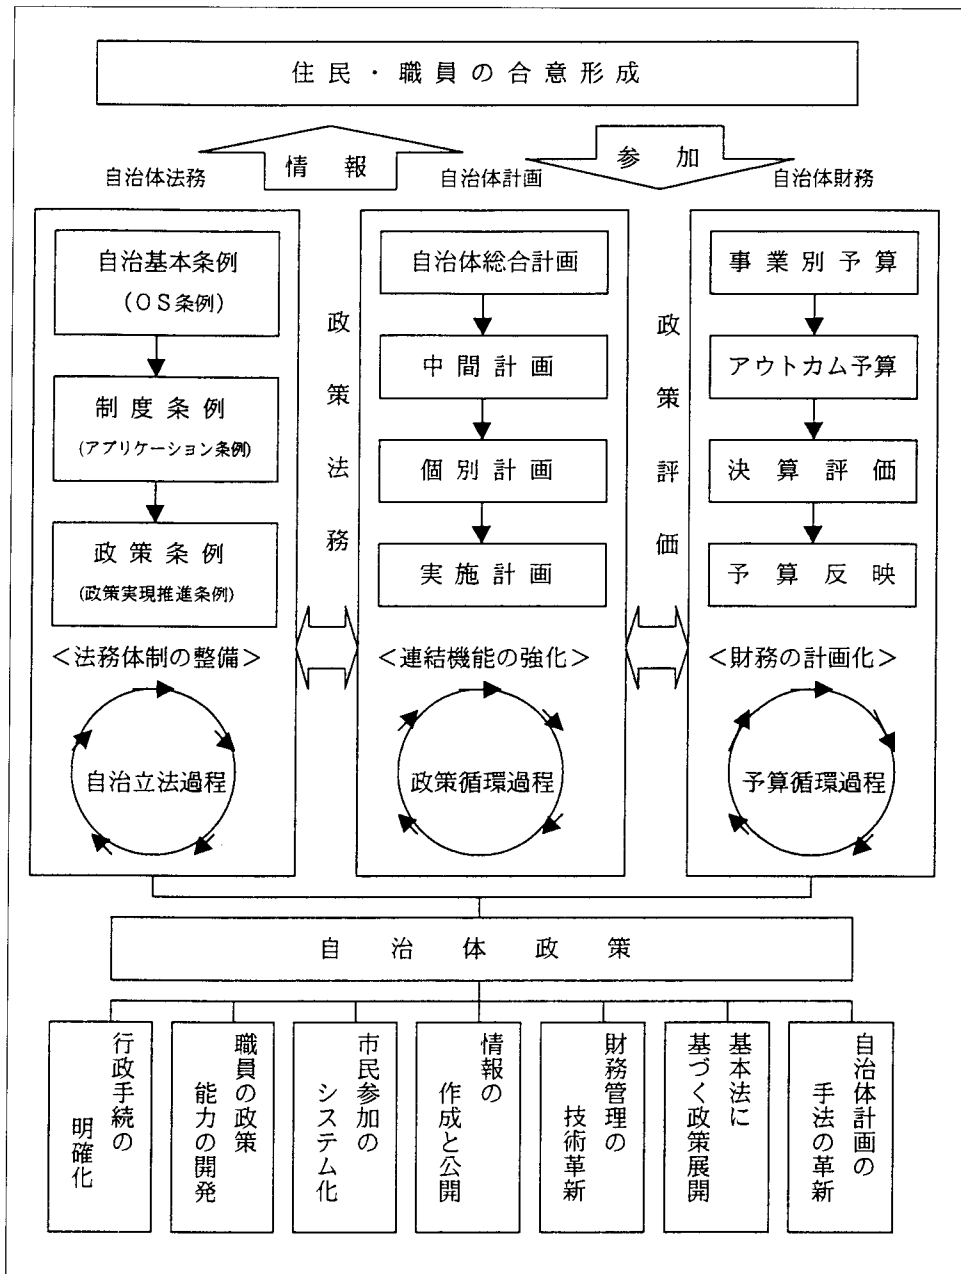 住民・職員の合意形成
情報
参加
自治体法務
自治体計画
自治体財務
自治基本条例
(OS条例)
制度条例
(アプリケーション条例)
政策条例
(政策実現推進条例)
＜法務体制の整備＞
自治立法過程
政策法務
自治体総合計画
中間計画
個別計画
実施計画
＜連結機能の強化＞
政策循環過程
政策評価
事業別予算
アウトカム予算
決算評価
予算反映
＜財務の計画化＞
予算循環過程
自治体政策
行政手続の
明確化
職員の政策
能力の開発
市民参加の
システム化
情報の
作成と公開
財務管理の
技術革新
基本法に
基づく政策展開
自治体計画の
手法の革新